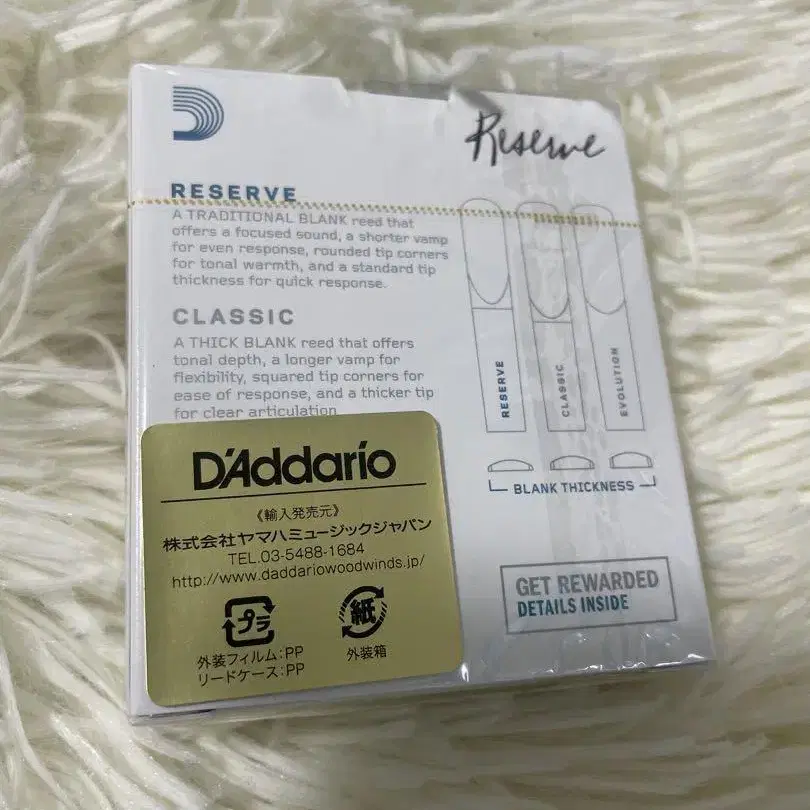 Reserve
RESERVE
A TRADITIONAL BLANK reed that
offers a focused sound, a shorter vamp
for even response, rounded tip corners
for tonal warmth, and a standard tip
thickness for quick response.
CLASSIC
A THICK BLANK reed that offers
tonal depth, a longer vamp for
flexibility, squared tip corners for
ease of response, and a thicker tip
for clear articulation
RESERVE
CLASSIC
EVOLUTION
BLANK THICKNESS
GET REWARDED
DETAILS INSIDE
D'Addario
《輸入発売元》
株式会社ヤマハミュージックジャパン
TEL.03-5488-1684
http://www.daddariowoodwinds.jp/
プラ
紙
外装フィルム:PP
リードケース:PP
外装箱